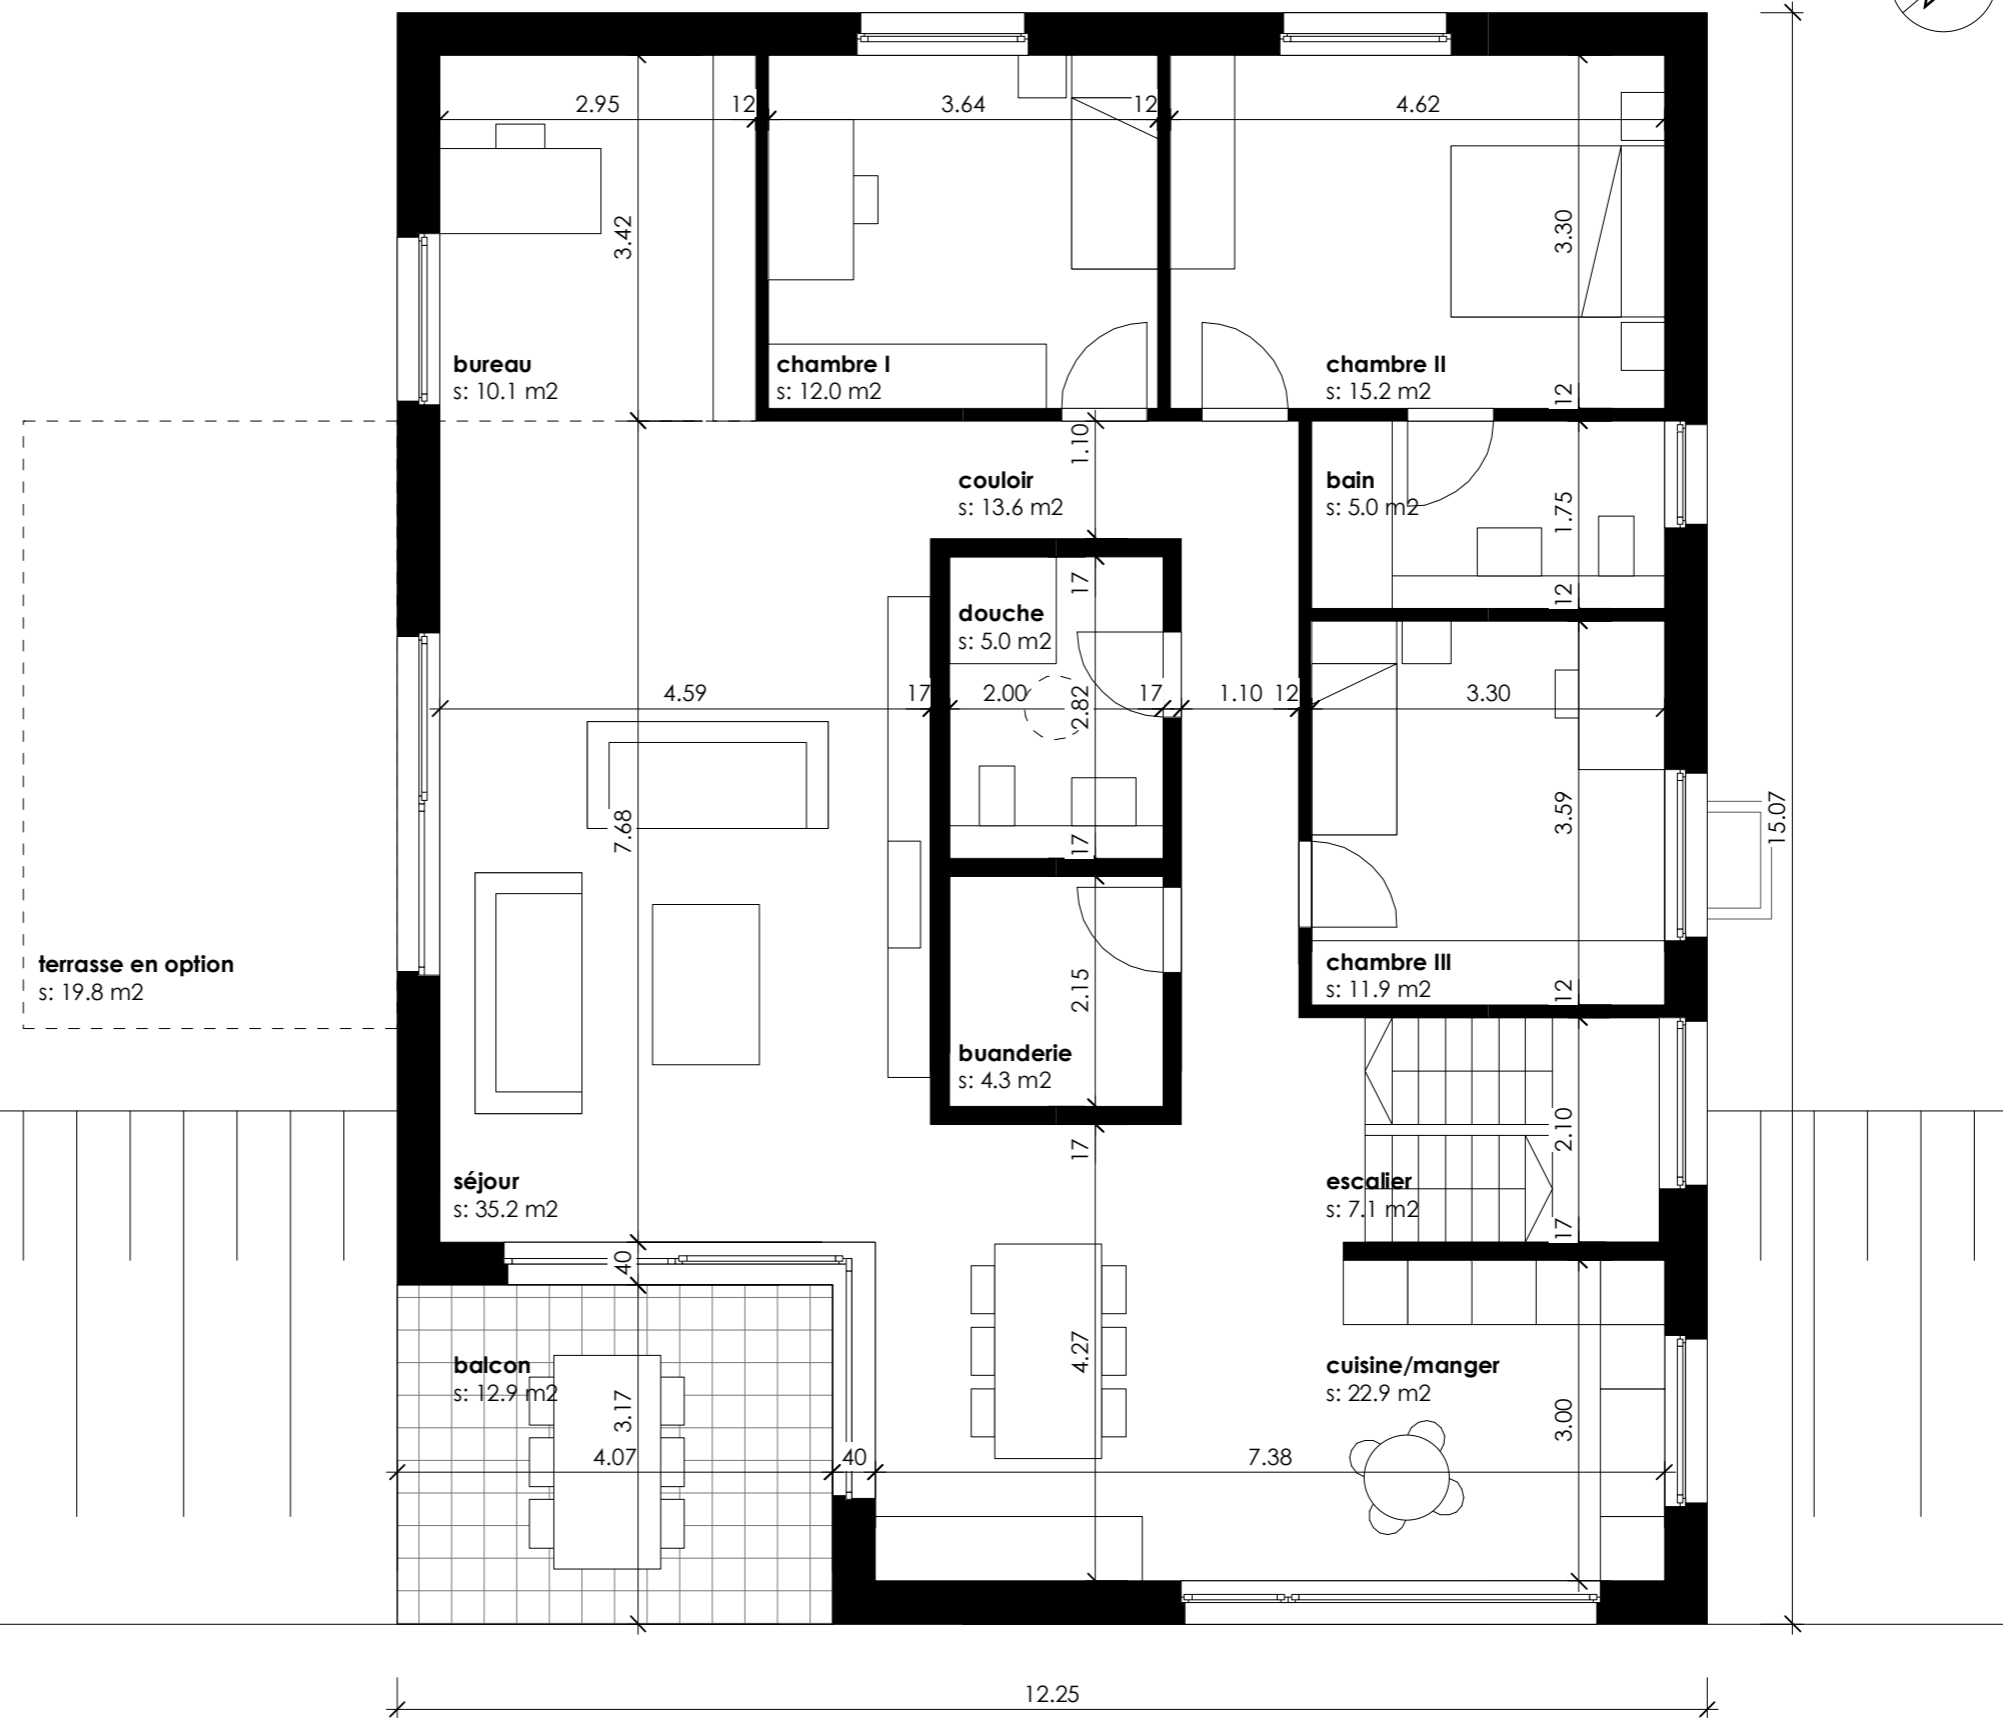 2.95
12
3.64
12
4.62
3.42
3.30
bureau
s: 10.1 m2
chambre I
s: 12.0 m2
chambre II
s: 15.2 m2
12
1.10
couloir
s: 13.6 m2
bain
s: 5.0 m2
1.75
12
17
douche
s: 5.0 m2
4.59
17
2.00
2.82
17
1.10
12
3.30
7.68
17
3.59
15.07
terrasse en option
s: 19.8 m2
chambre III
s: 11.9 m2
12
2.15
buanderie
s: 4.3 m2
17
2.10
séjour
s: 35.2 m2
escalier
s: 7.1 m2
17
40
balcon
s: 12.9 m2
3.17
4.27
cuisine/manger
s: 22.9 m2
3.00
4.07
40
7.38
12.25